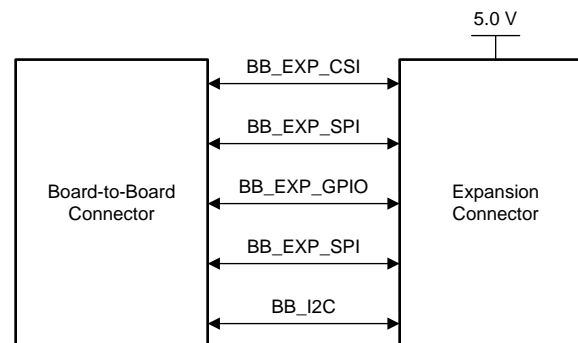 5.0 V
BB_EXP_CSI
BB_EXP_SPI
Board-to-Board
Connector
BB_EXP_GPIO
Expansion
Connector
BB_EXP_SPI
BB_I2C